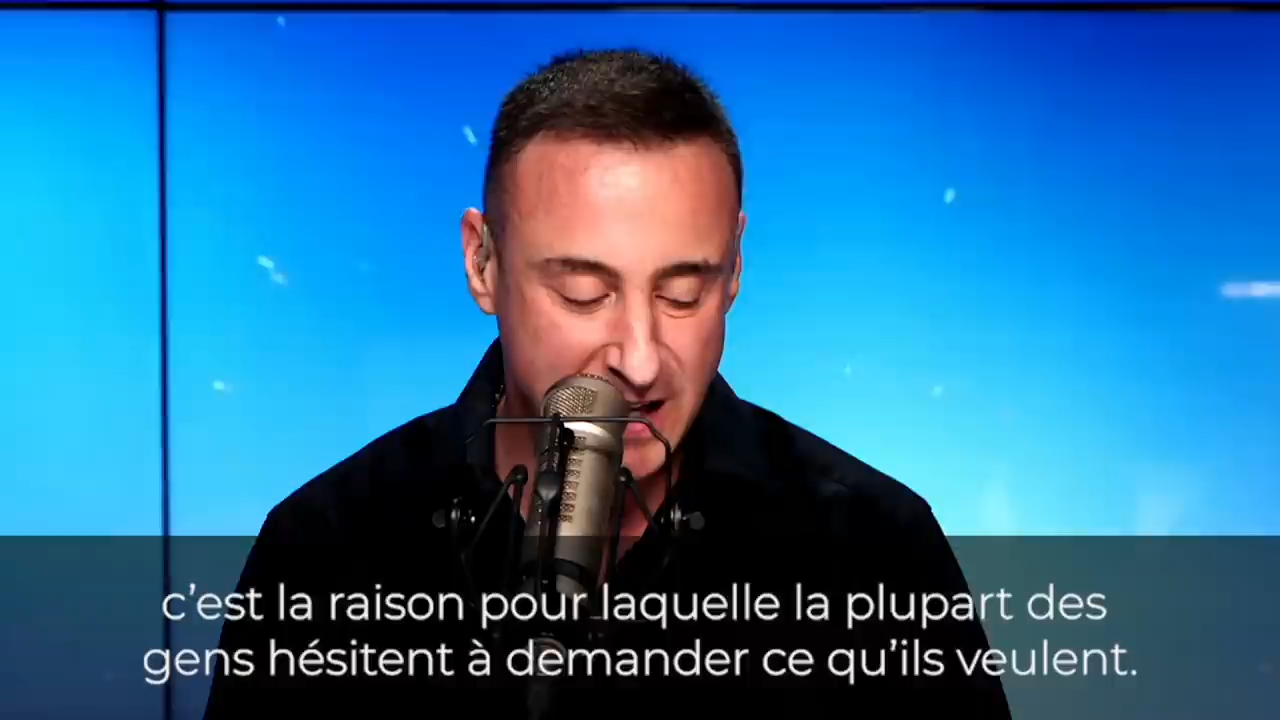 c’est la raison pour laquelle la plupart des
gens hésitent à demander ce qu’ils veulent.